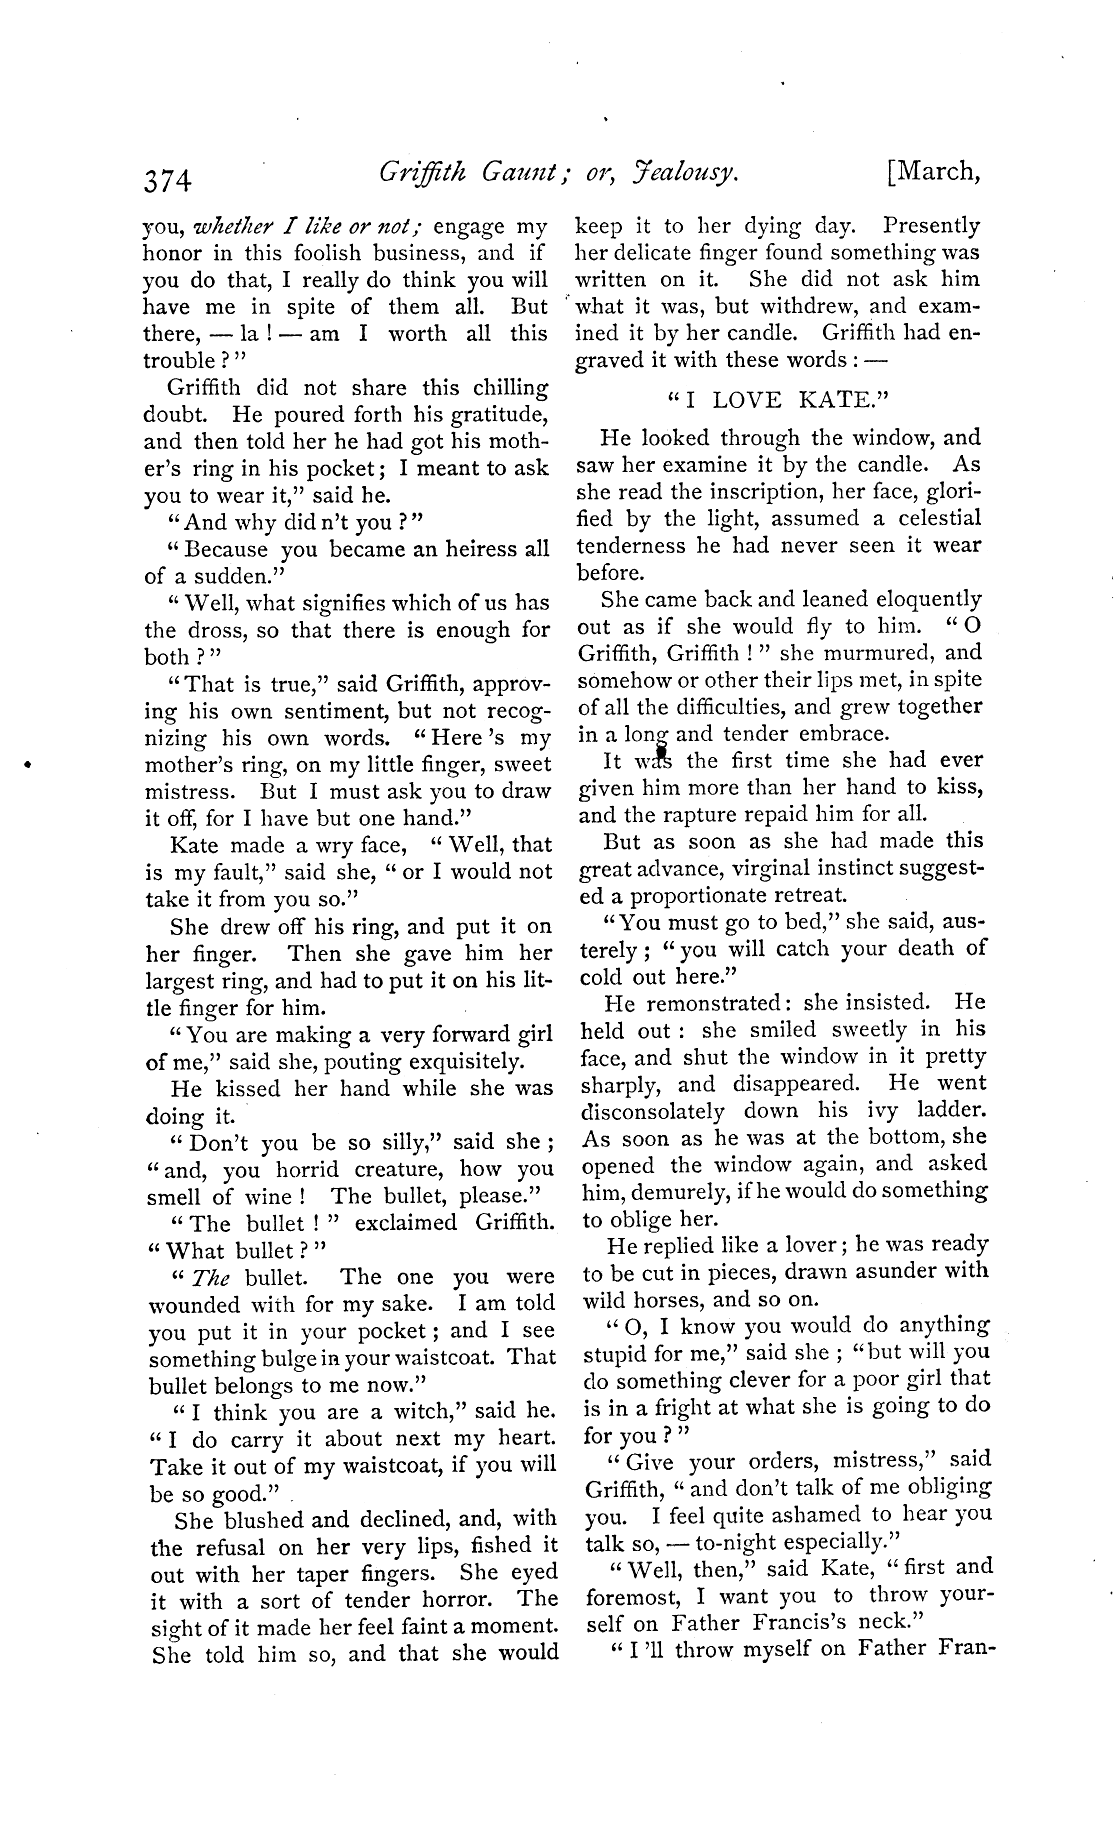 374
Griffith Gaunt; or, Jealousy.
[March,
you, whether I like or not; engage my
honor in this foolish business, and if
you do that, I really do think you will
have me in spite of them all. But
there, — la ! — am I worth all this
trouble ? ”
Griffith did not share this chilling
doubt. He poured forth his gratitude,
and then told her he had got his moth-
er’s ring in his pocket; I meant to ask
you to wear it,” said he.
“And why did n’t you ? ”
“ Because you became an heiress all
of a sudden.”
“ Well, what signifies which of us has
the dross, so that there is enough for
both ? ”
“That is true,” said Griffith, approv-
ing his own sentiment, but not recog-
nizing his own words. “ Here ’s my
mother’s ring, on my little finger, sweet
mistress. But I must ask you to draw
it off, for I have but one hand.”
Kate made a wry face, “ Well, that
is my fault,” said she, “ or I would not
take it from you so.”
She drew off his ring, and put it on
her finger. Then she gave him her
largest ring, and had to put it on his lit-
tle finger for him.
“ You are making a very forward girl
of me,” said she, pouting exquisitely.
He kissed her hand while she was
doing it.
“ Don’t you be so silly,” said she ;
“ and, you horrid creature, how you
smell of wine ! The bullet, please.”
“ The bullet ! ” exclaimed Griffith.
“ What bullet ? ”
“ The bullet. The one you were
wounded with for my sake. I am told
you put it in your pocket ; and I see
something bulge in your waistcoat. That
bullet belongs to me now.”
“ I think you are a witch,” said he.
“ I do carry it about next my heart.
Take it out of my waistcoat, if you will
be so good.”
She blushed and declined, and, with
the refusal on her very lips, fished it
out with her taper fingers. She eyed
it with a sort of tender horror. The
sight of it made her feel faint a moment.
She told him so, and that she would
keep it to her dying day. Presently
her delicate finger found something was
written on it. She did not ask him
what it was, but withdrew, and exam-
ined it by her candle. Griffith had en-
graved it with these words : —
“ I LOVE KATE.”
He looked through the window, and
saw her examine it by the candle. As
she read the inscription, her face, glori-
fied by the light, assumed a celestial
tenderness he had never seen it wear
before.
She came back and leaned eloquently
out as if she would fly to him. “ O
Griffith, Griffith ! ” she murmured, and
somehow or other their lips met, in spite
of all the difficulties, and grew together
in a long and tender embrace.
It was the first time she had ever
given him more than her hand to kiss,
and the rapture repaid him for all.
But as soon as she had made this
great advance, virginal instinct suggest-
ed a proportionate retreat.
“ You must go to bed,” she said, aus-
terely ; “ you will catch your death of
cold out here.”
He remonstrated : she insisted. He
held out : she smiled sweetly in his
face, and shut the window in it pretty
sharply, and disappeared. He went
disconsolately down his ivy ladder.
As soon as he was at the bottom, she
opened the window again, and asked
him, demurely, if he would do something
to oblige her.
He replied like a lover ; he was ready
to be cut in pieces, drawn asunder with
wild horses, and so on.
“ O, I know you would do anything
stupid for me,” said she ; “but will you
do something clever for a poor girl that
is in a fright at what she is going to do
for you ? ”
“ Give your orders, mistress,” said
Griffith, “ and don’t talk of me obliging
you. I feel quite ashamed to hear you
talk so, — to-night especially.”
“ Well, then,” said Kate, “ first and
foremost, I want you to throw your-
self on Father Francis’s neck.”
“ I ’ll throw myself on Father Fran-